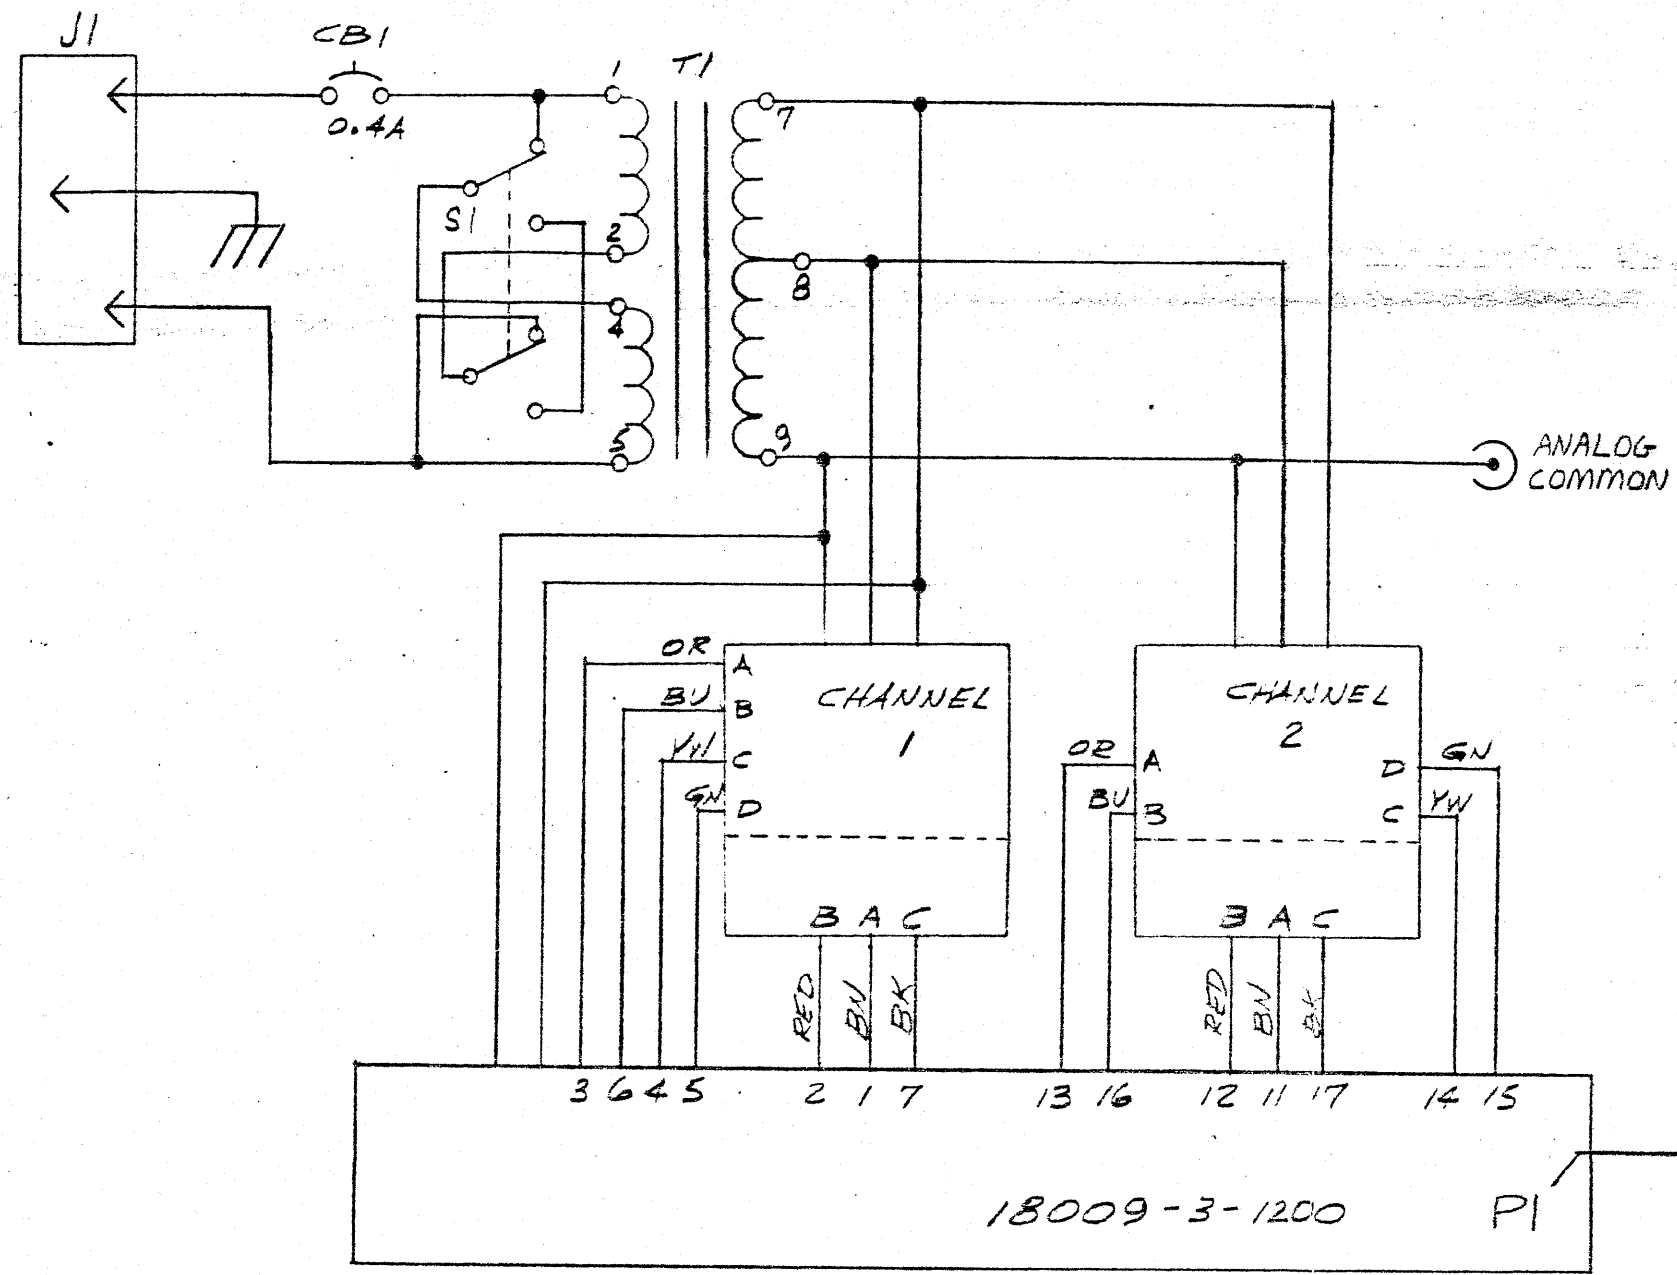 J1
CB1
0.4A
T1
1
7
S1
2
8
4
5
9
ANALOG
COMMON
OR
A
BU
B
YW
C
GN
D
CHANNEL
1
B A C
RED
BN
BK
CHANNEL
2
OR
A
BU
B
D
GN
C
YW
B A C
RED
BN
BK
3 6 4 5 2 1 7 13 16 12 11 17 14 15
18009-3-1200
P1